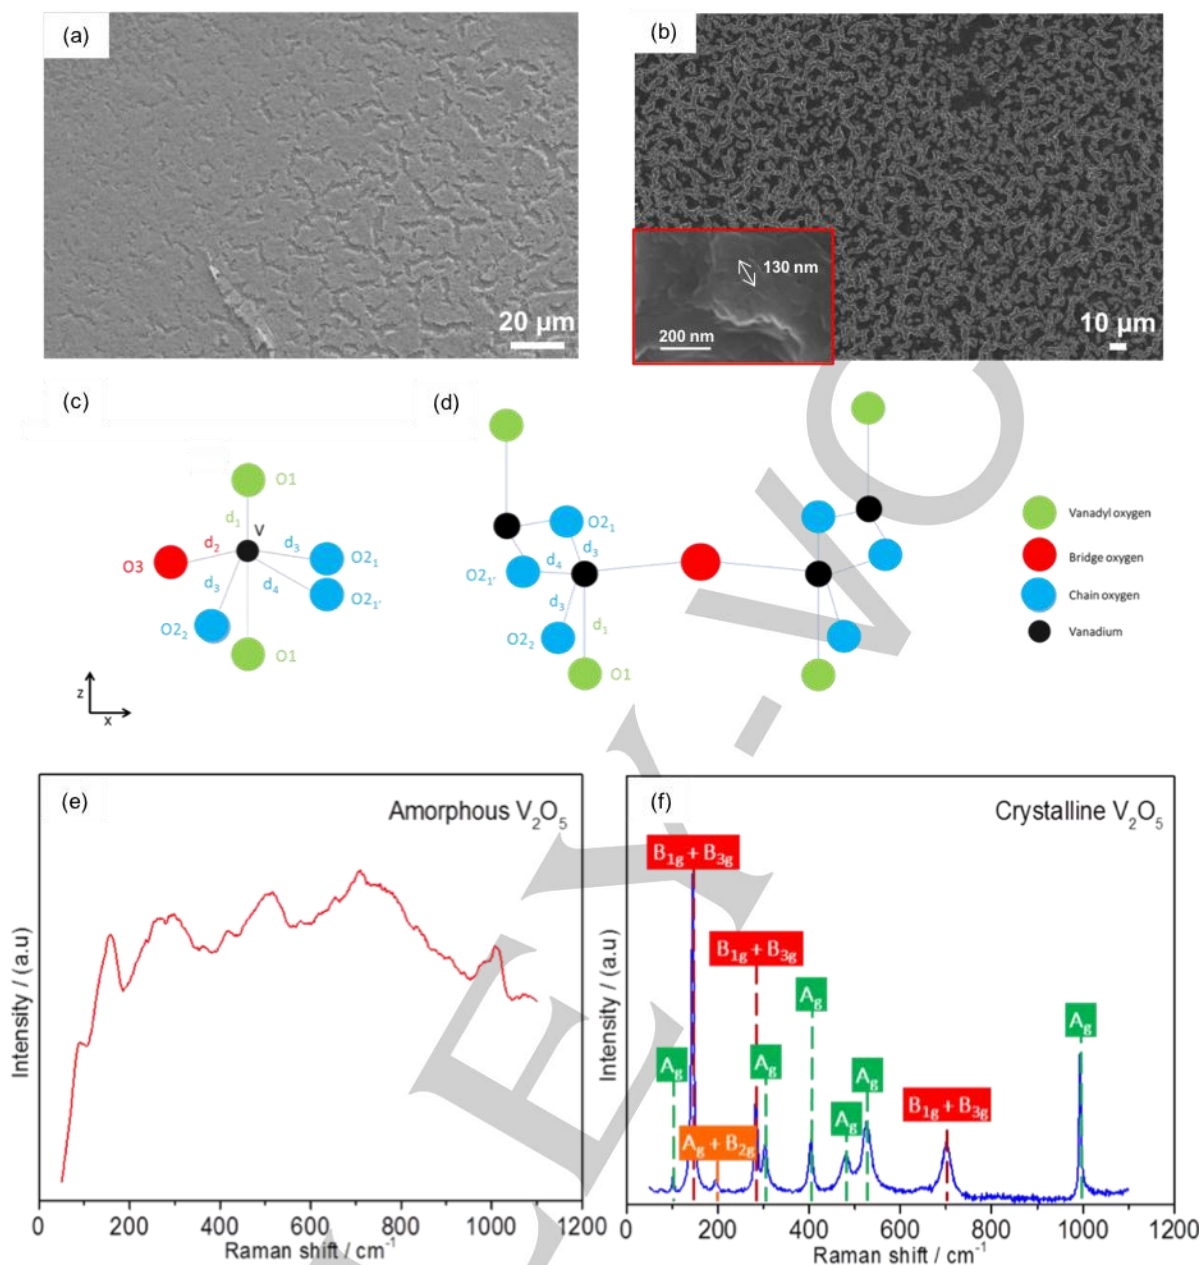 (a)
20 µm
(b)
130 nm
200 nm
10 µm
(c)
O1
d1
V
d2
d3
O3
O2₁
d3
d4
O2₁'
O2₂
O1
z
x
(d)
O2₁
d3
d4
O2₁'
d3
O2₂
d1
O1
Vanadyl oxygen
Bridge oxygen
Chain oxygen
Vanadium
(e)
Amorphous V₂O₅
Intensity / (a.u)
0 200 400 600 800 1000 1200
Raman shift / cm⁻¹
(f)
Crystalline V₂O₅
B1g + B3g
B1g + B3g
Ag
Ag
Ag
Ag
Ag
Ag
B1g + B3g
Ag + B2g
Intensity / (a.u)
0 200 400 600 800 1000 1200
Raman shift / cm⁻¹